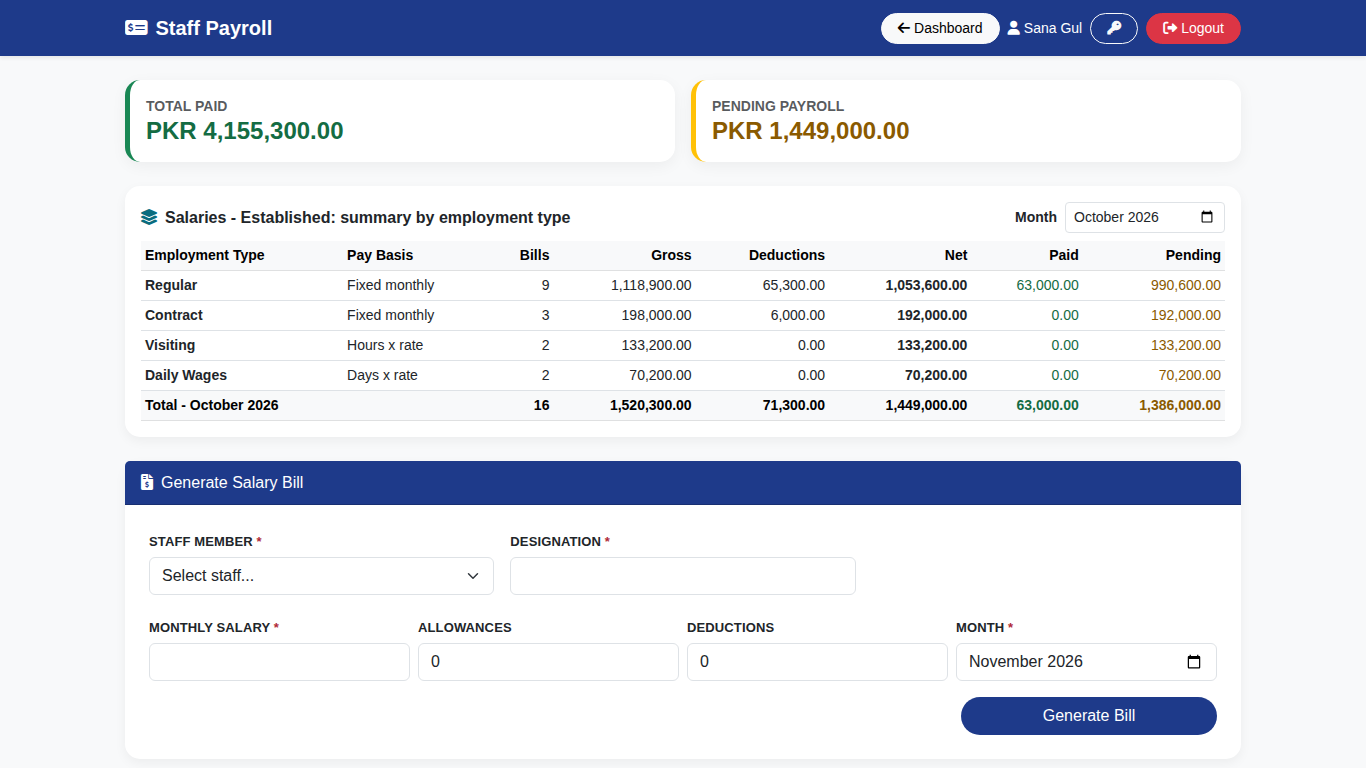 Staff Payroll
Dashboard Sana Gul Logout
TOTAL PAID
PKR 4,155,300.00
PENDING PAYROLL
PKR 1,449,000.00
Salaries - Established: summary by employment type
Month October 2026
Employment Type Pay Basis Bills Gross Deductions Net Paid Pending
Regular Fixed monthly 9 1,118,900.00 65,300.00 1,053,600.00 63,000.00 990,600.00
Contract Fixed monthly 3 198,000.00 6,000.00 192,000.00 0.00 192,000.00
Visiting Hours x rate 2 133,200.00 0.00 133,200.00 0.00 133,200.00
Daily Wages Days x rate 2 70,200.00 0.00 70,200.00 0.00 70,200.00
Total - October 2026 16 1,520,300.00 71,300.00 1,449,000.00 63,000.00 1,386,000.00
Generate Salary Bill
STAFF MEMBER * DESIGNATION *
Select staff...
MONTHLY SALARY * ALLOWANCES DEDUCTIONS MONTH *
0 0 November 2026
Generate Bill